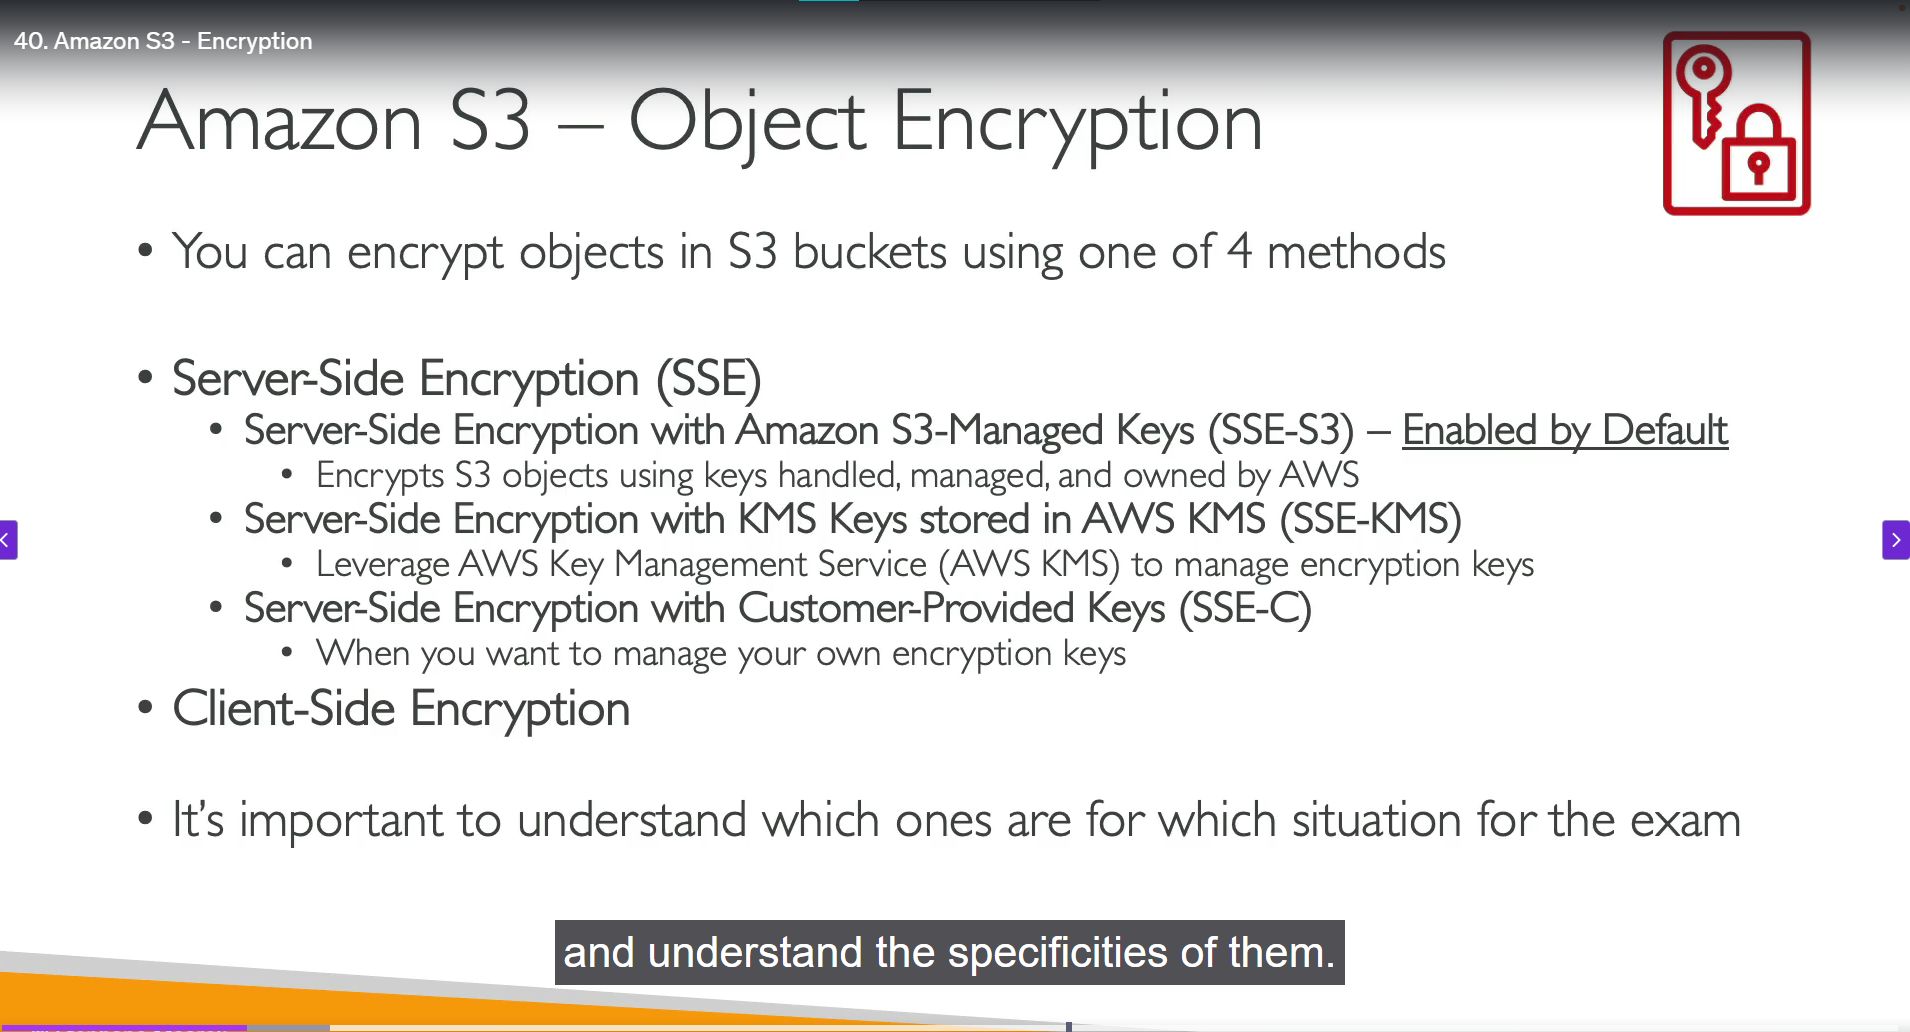 40. Amazon S3 - Encryption
Amazon S3 – Object Encryption
• You can encrypt objects in S3 buckets using one of 4 methods
• Server-Side Encryption (SSE)
• Server-Side Encryption with Amazon S3-Managed Keys (SSE-S3) – Enabled by Default
• Encrypts S3 objects using keys handled, managed, and owned by AWS
• Server-Side Encryption with KMS Keys stored in AWS KMS (SSE-KMS)
• Leverage AWS Key Management Service (AWS KMS) to manage encryption keys
• Server-Side Encryption with Customer-Provided Keys (SSE-C)
• When you want to manage your own encryption keys
• Client-Side Encryption
• It’s important to understand which ones are for which situation for the exam
and understand the specificities of them.